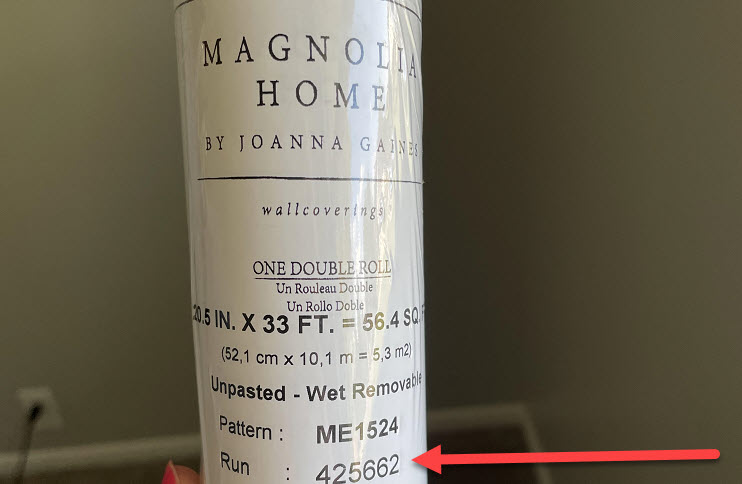 MAGNOLIA
HOME
BY JOANNA GAINES
wallcoverings
ONE DOUBLE ROLL
Un Rouleau Double
Un Rollo Doble
20.5 IN. X 33 FT. = 56.4 SQ F
(52,1 cm x 10,1 m = 5,3 m2)
Unpasted - Wet Removable
Pattern : ME1524
Run : 425662